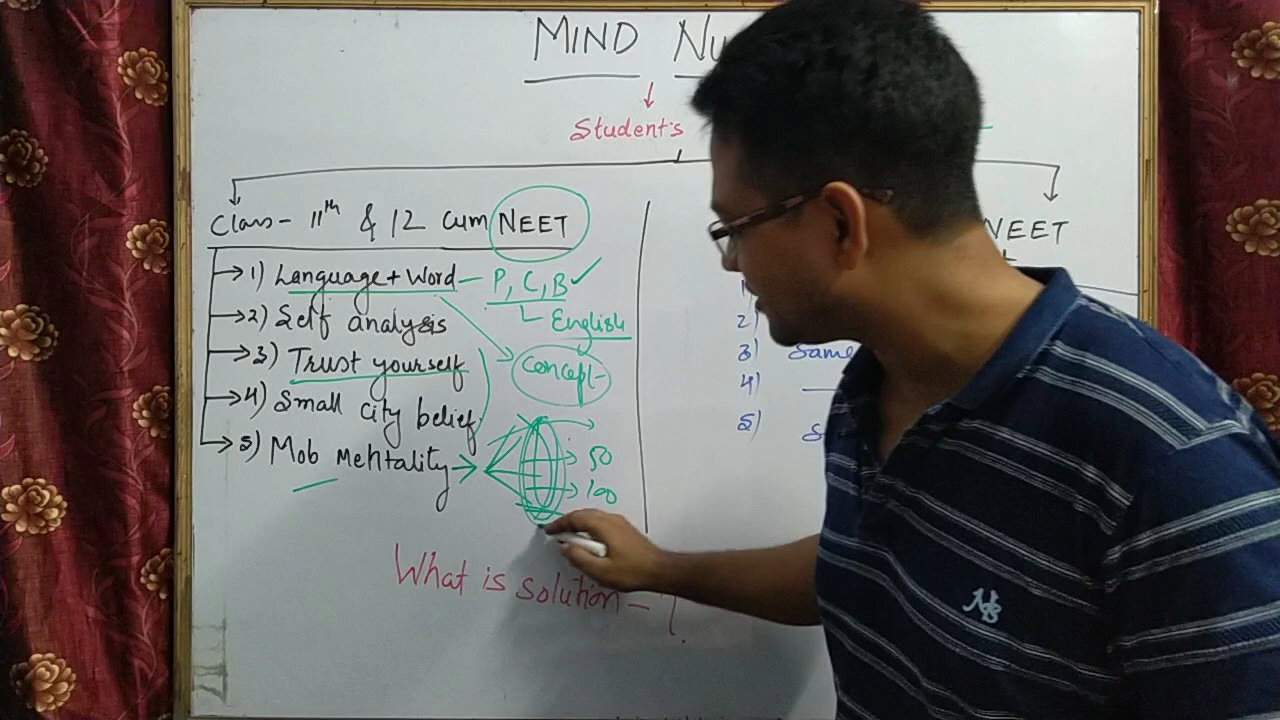 MIND
Students
Class - 11th & 12 cum NEET
1) Language + Word - P, C, B ✓
English
2) Self analysis
3) Trust yourself
Concept
4) Small city belief
5) Mob Mentality
50
100
What is solution - ?
NEET
1)
2)
3) Same
4) —
5)